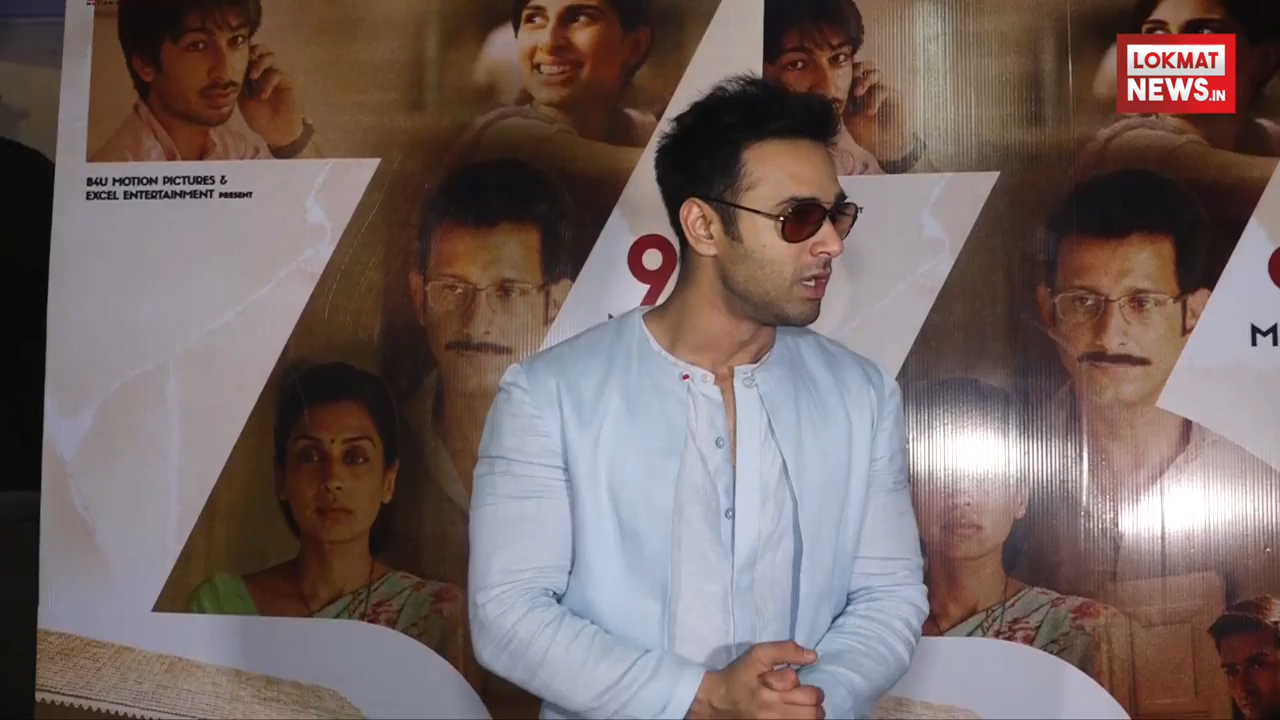 B4U MOTION PICTURES &
EXCEL ENTERTAINMENT PRESENT
9
M
LOKMAT
NEWS.IN